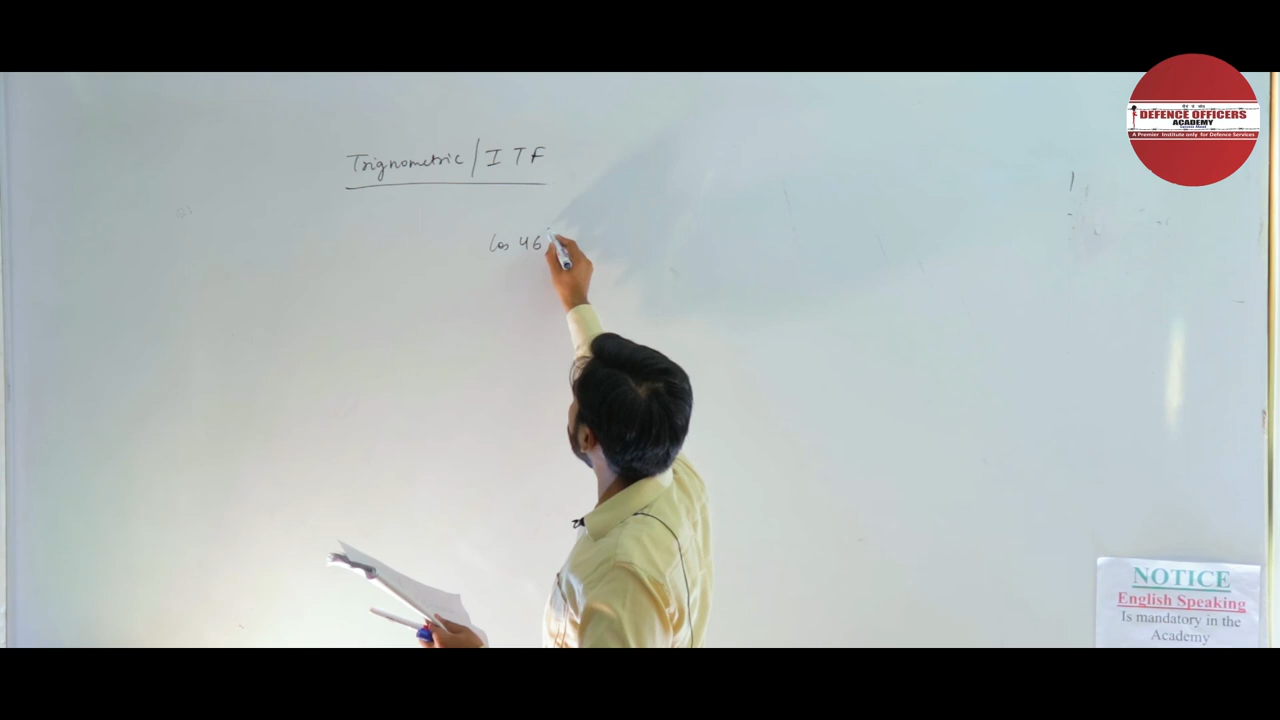 Trignometric / ITF
Cos 46
DEFENCE OFFICERS
ACADEMY
A Premier Institute only for Defence Services
NOTICE
English Speaking
Is mandatory in the
Academy